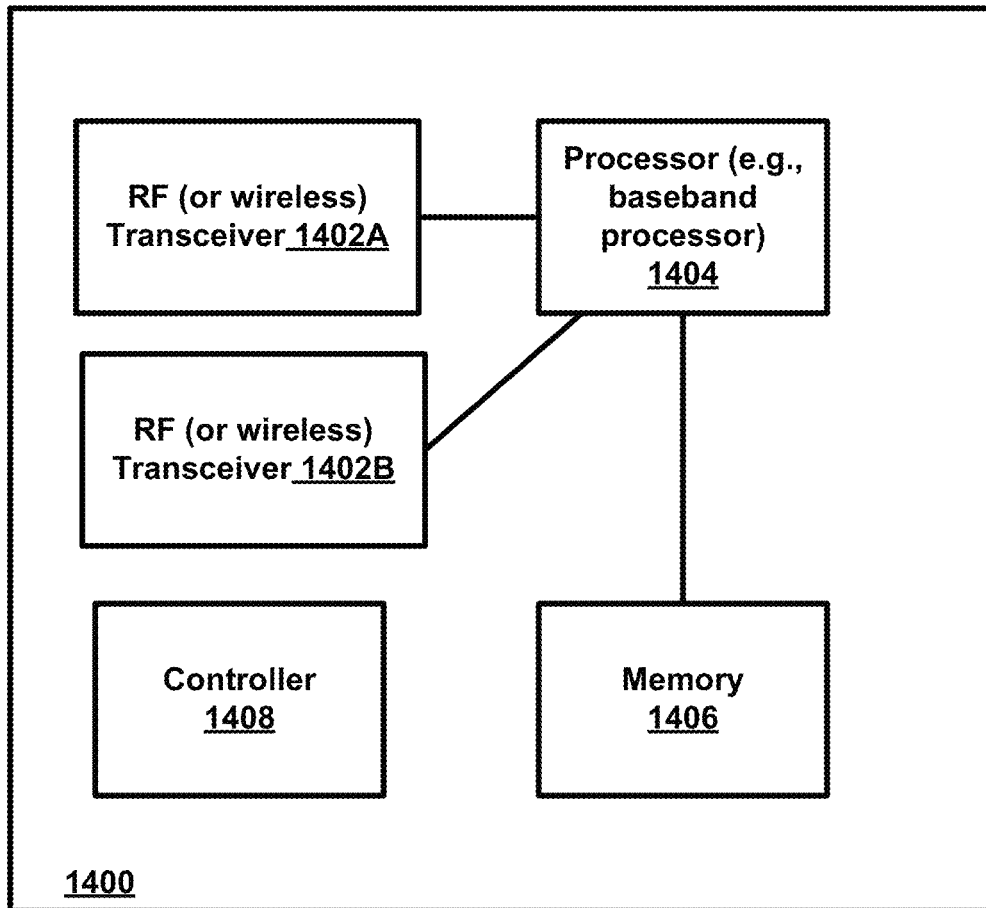 RF (or wireless)
Transceiver 1402A
Processor (e.g.,
baseband
processor)
1404
RF (or wireless)
Transceiver 1402B
Controller
1408
Memory
1406
1400